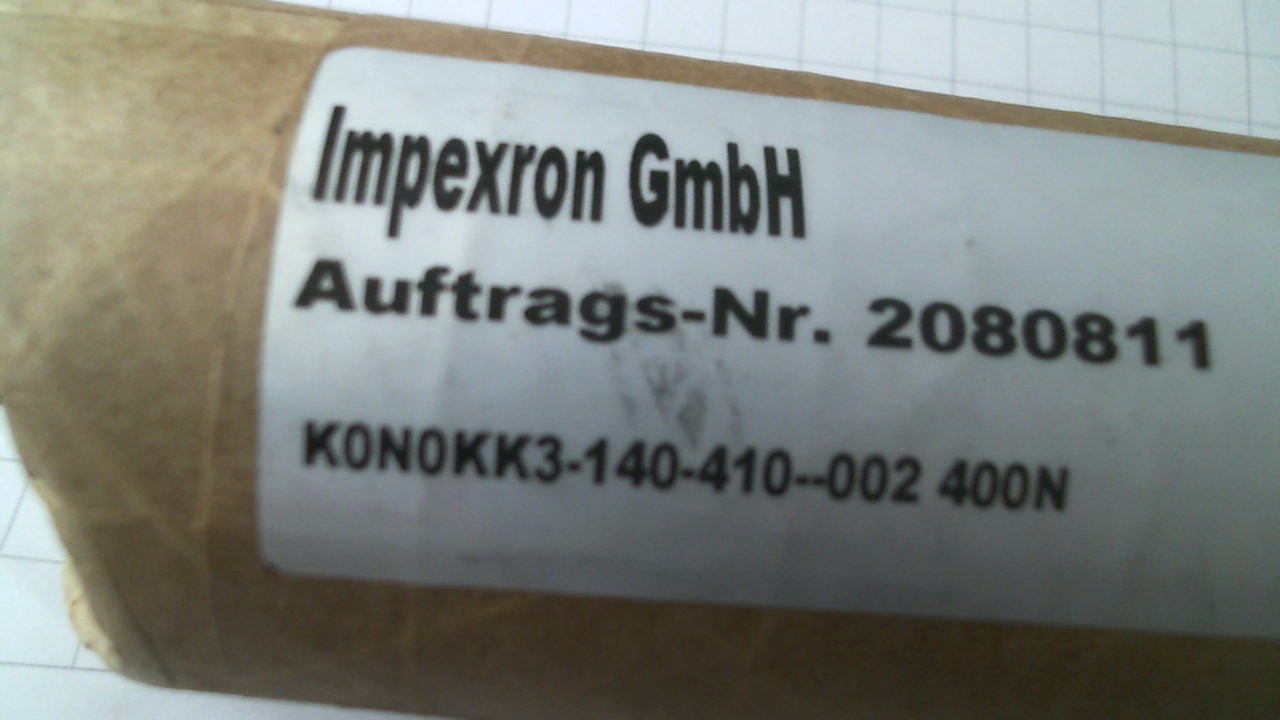 Impexron GmbH
Auftrags-Nr. 2080811
K0N0KK3-140-410--002 400N